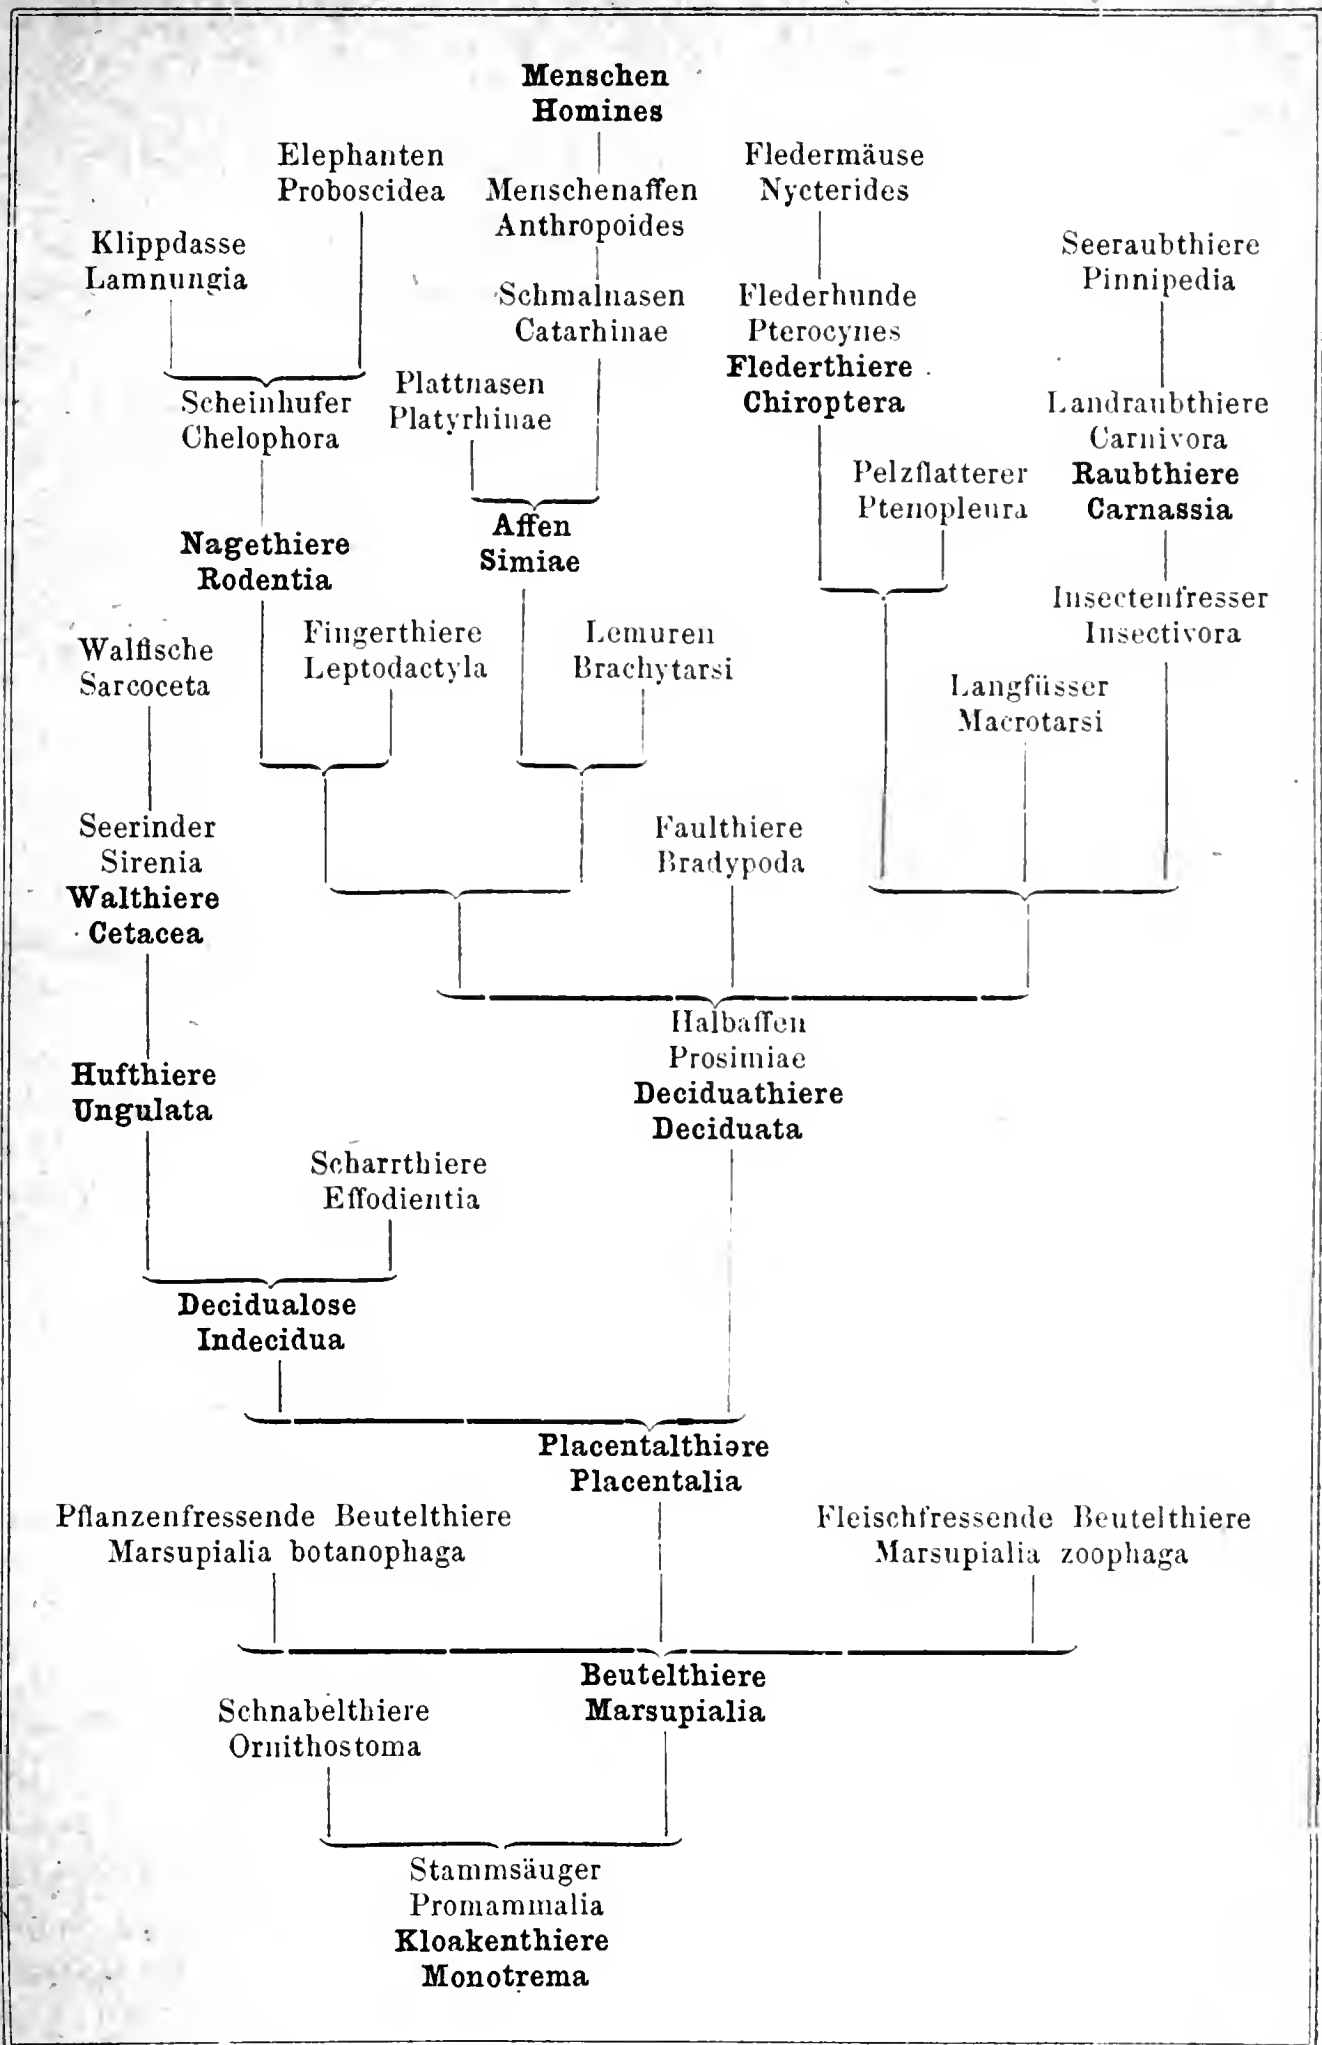 Menschen
Homines
Elephanten
Proboscidea
Menschenaffen
Anthropoides
Fledermäuse
Nycterides
Klippdasse
Lamnungia
Seeraubthiere
Pinnipedia
Schmalnasen
Catarhinae
Flederhunde
Pterocynes
Flederthiere
Chiroptera
Plattnasen
Platyrhinae
Scheinhufer
Chelophora
Landraubthiere
Carnivora
Raubthiere
Carnassia
Pelzflatterer
Ptenopleura
Affen
Simiae
Nagethiere
Rodentia
Insectenfresser
Insectivora
Fingerthiere
Leptodactyla
Lemuren
Brachytarsi
Walfische
Sarcoceta
Langfüsser
Macrotarsi
Seerinder
Sirenia
Walthiere
Cetacea
Faulthiere
Bradypoda
Halbaffen
Prosimiae
Deciduathiere
Deciduata
Hufthiere
Ungulata
Scharrthiere
Effodientia
Decidualose
Indecidua
Placentalthiere
Placentalia
Pflanzenfressende Beutelthiere
Marsupialia botanophaga
Fleischfressende Beutelthiere
Marsupialia zoophaga
Beutelthiere
Marsupialia
Schnabelthiere
Ornithostoma
Stammsäuger
Promammalia
Kloakenthiere
Monotrema